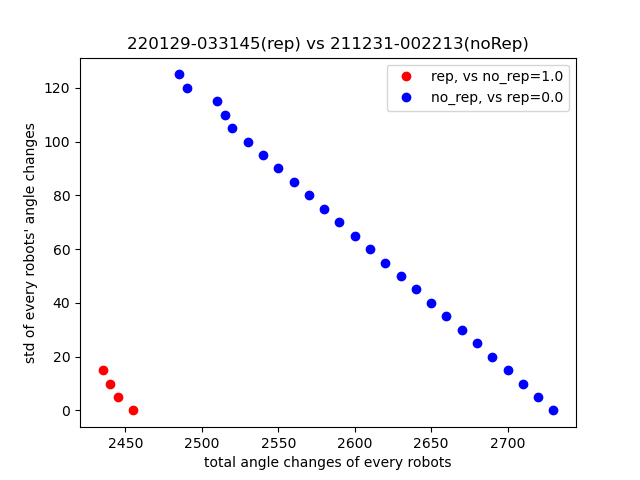 220129-033145(rep) vs 211231-002213(noRep)
rep, vs no_rep=1.0
no_rep, vs rep=0.0
std of every robots' angle changes
120
100
80
60
40
20
0
2450 2500 2550 2600 2650 2700
total angle changes of every robots